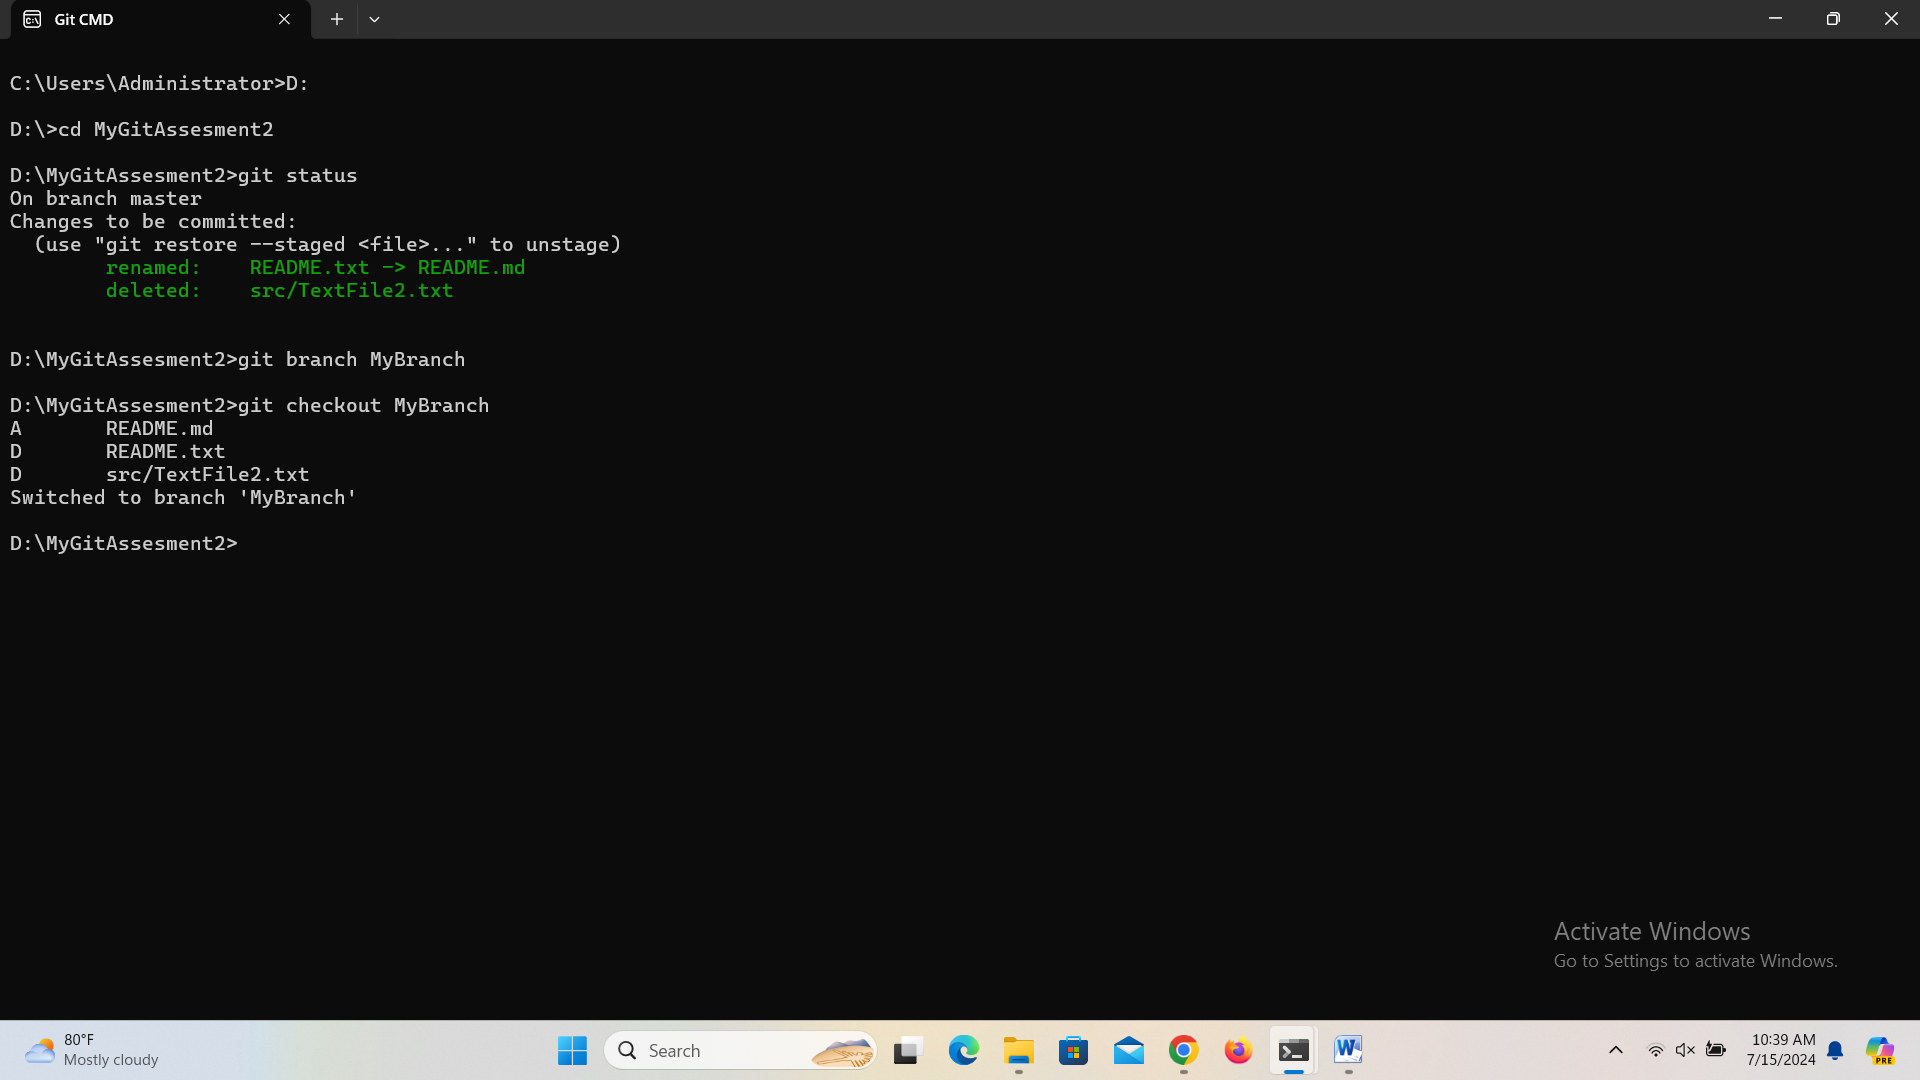 Git CMD
C:\Users\Administrator>D:
D:\>cd MyGitAssesment2
D:\MyGitAssesment2>git status
On branch master
Changes to be committed:
  (use "git restore --staged <file>..." to unstage)
        renamed:    README.txt -> README.md
        deleted:    src/TextFile2.txt
D:\MyGitAssesment2>git branch MyBranch
D:\MyGitAssesment2>git checkout MyBranch
A       README.md
D       README.txt
D       src/TextFile2.txt
Switched to branch 'MyBranch'
D:\MyGitAssesment2>
Activate Windows
Go to Settings to activate Windows.
80°F
Mostly cloudy
Search
10:39 AM
7/15/2024
PRE